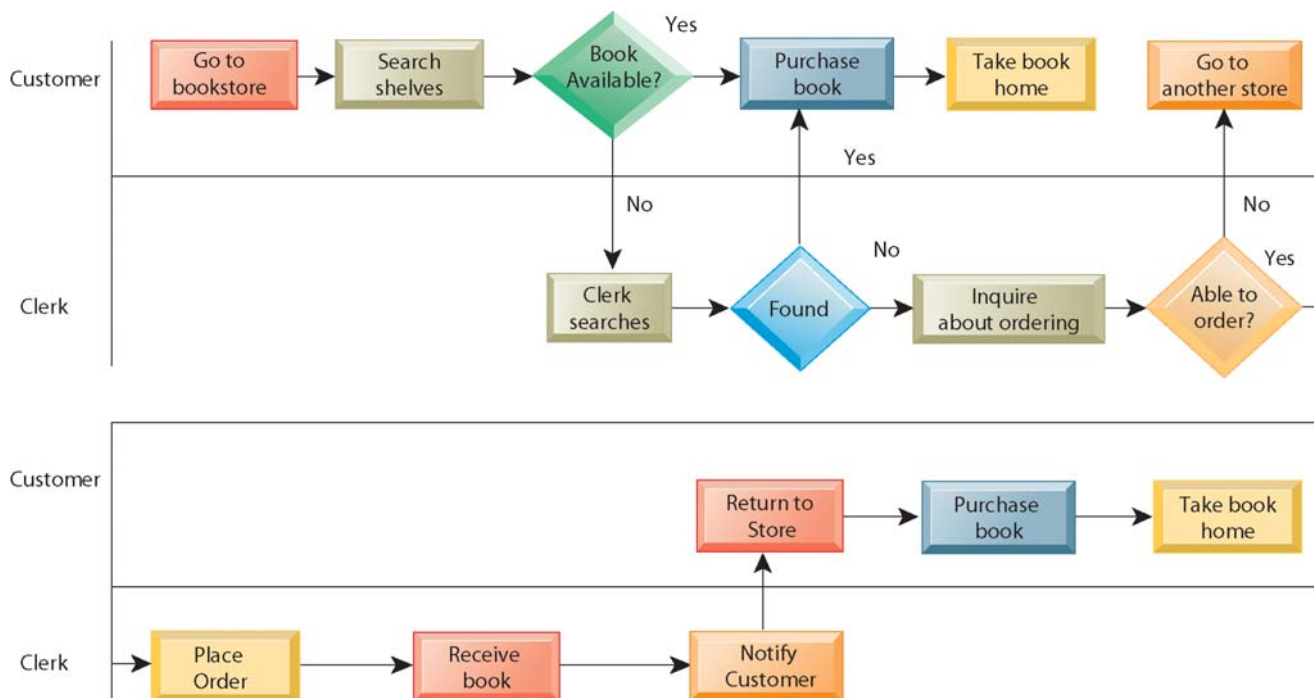 Customer
Go to
bookstore
Search
shelves
Book
Available?
Yes
Purchase
book
Take book
home
Go to
another store
Yes
No
No
No
Yes
Clerk
Clerk
searches
Found
Inquire
about ordering
Able to
order?
Customer
Return to
Store
Purchase
book
Take book
home
Clerk
Place
Order
Receive
book
Notify
Customer